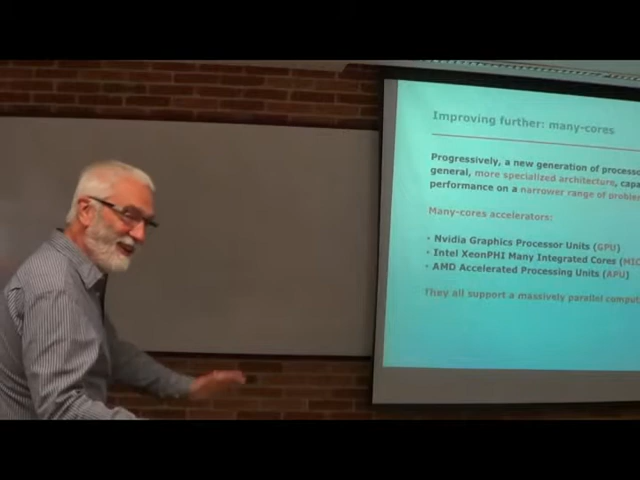 Improving further: many-cores
Progressively, a new generation of processo
general, more specialized architecture, capa
performance on a narrower range of proble
Many-cores accelerators:
• Nvidia Graphics Processor Units (GPU)
• Intel XeonPHI Many Integrated Cores (MIC
• AMD Accelerated Processing Units (APU)
They all support a massively parallel comput